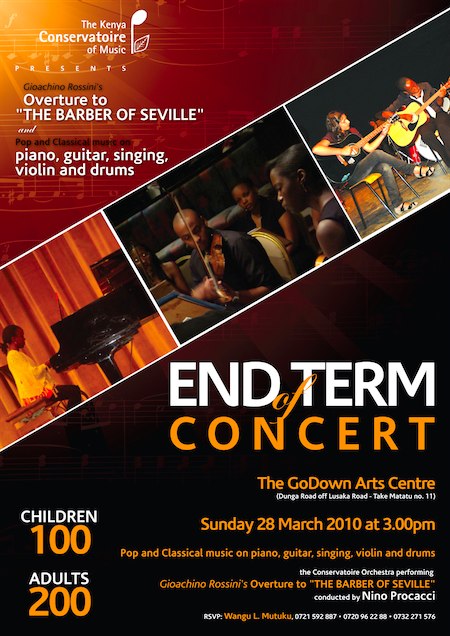 The Kenya
Conservatoire
of Music
PRESENTS
Gioachino Rossini's
Overture to
"THE BARBER OF SEVILLE"
and
Pop and Classical music on
piano, guitar, singing,
violin and drums
END of TERM
CONCERT
The GoDown Arts Centre
(Dunga Road off Lusaka Road - Take Matatu no. 11)
CHILDREN
100
Sunday 28 March 2010 at 3.00pm
Pop and Classical music on piano, guitar, singing, violin and drums
ADULTS
200
the Conservatoire Orchestra performing
Gioachino Rossini's Overture to "THE BARBER OF SEVILLE"
conducted by Nino Procacci
RSVP: Wangu L. Mutuku, 0721 592 887 • 0720 96 22 88 • 0732 271 576